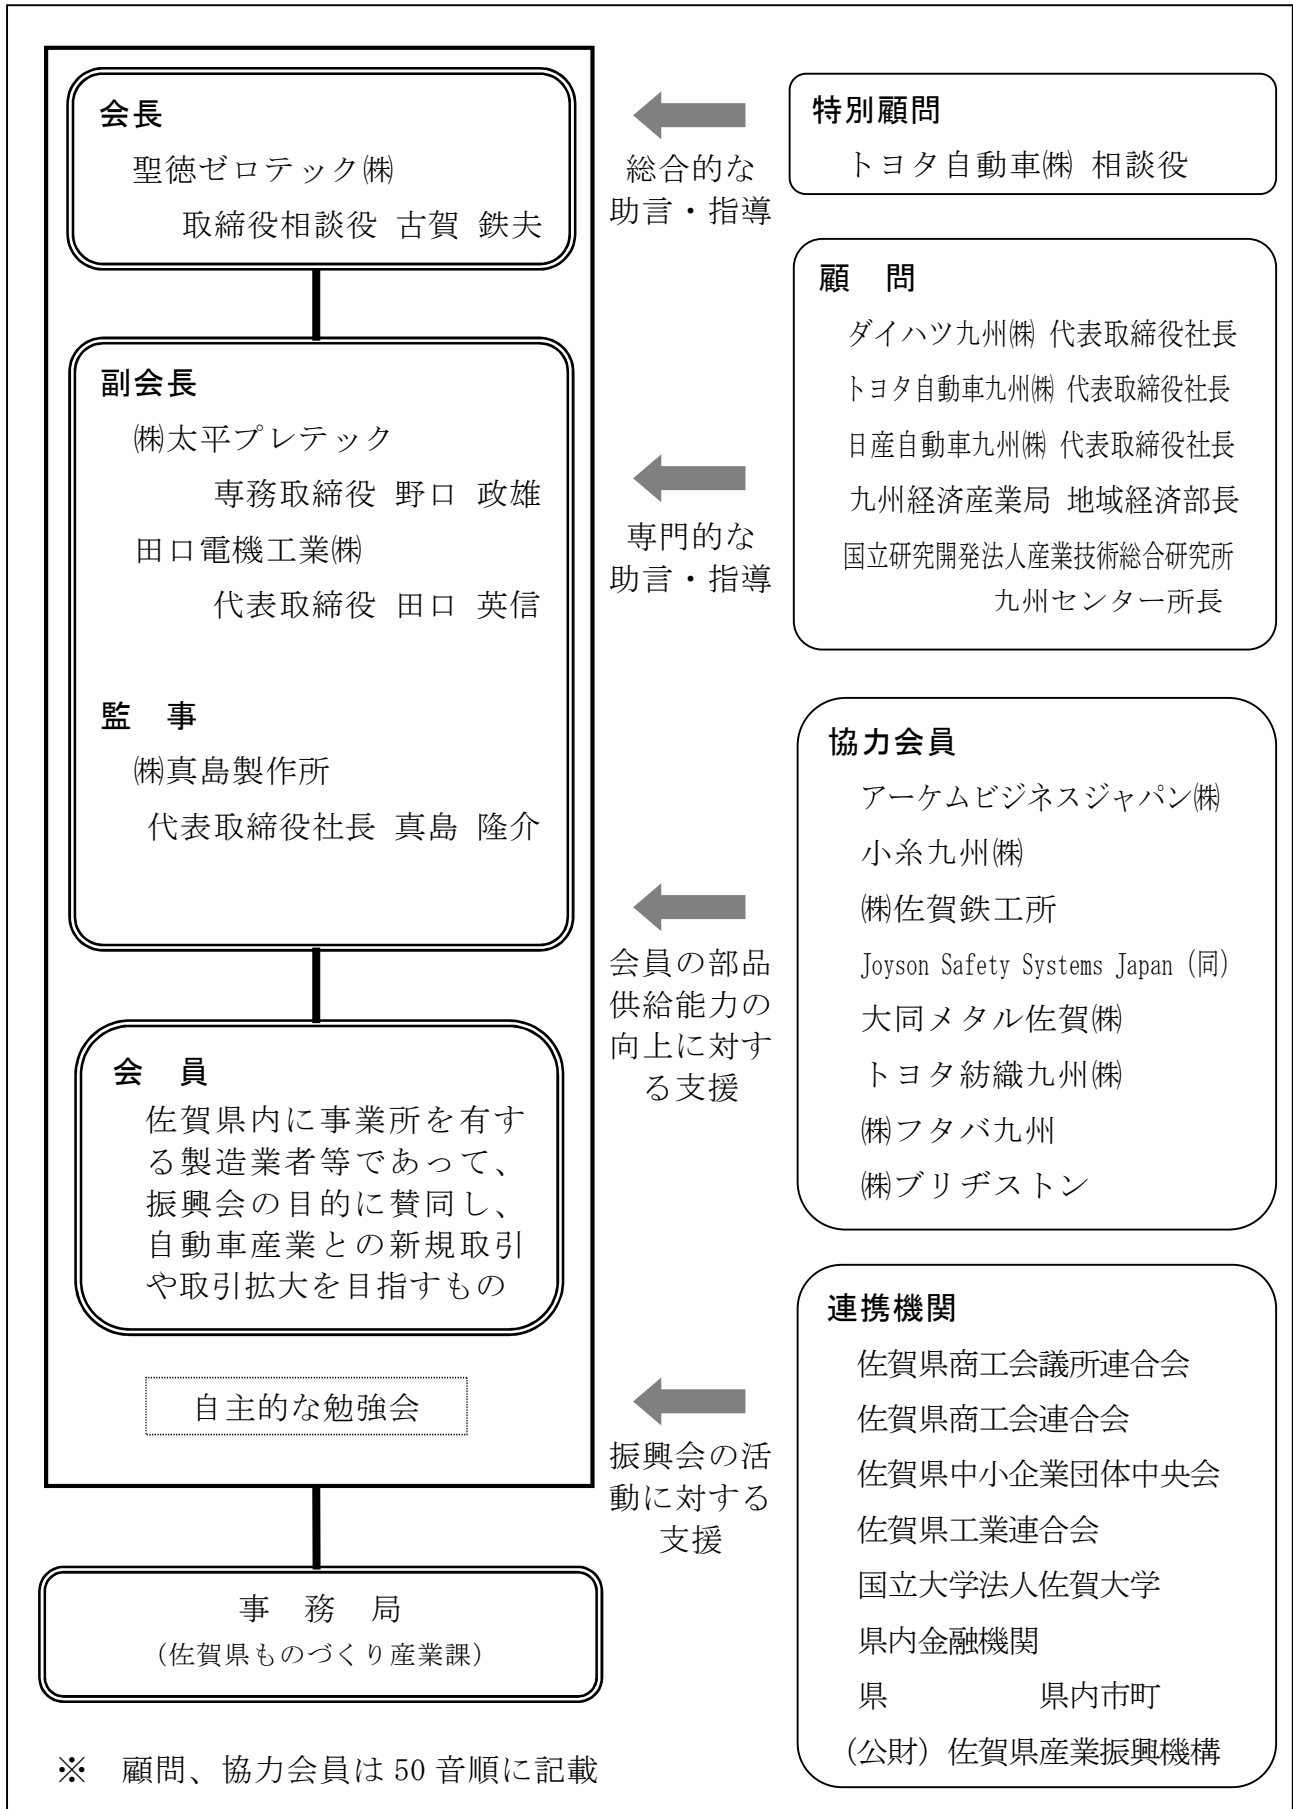 会長
聖徳ゼロテック㈱
取締役相談役 古賀 鉄夫
副会長
㈱太平プレテック
専務取締役 野口 政雄
田口電機工業㈱
代表取締役 田口 英信
監　事
㈱真島製作所
代表取締役社長 真島 隆介
会　員
佐賀県内に事業所を有す
る製造業者等であって、
振興会の目的に賛同し、
自動車産業との新規取引
や取引拡大を目指すもの
自主的な勉強会
事　務　局
（佐賀県ものづくり産業課）
※　顧問、協力会員は 50 音順に記載
総合的な
助言・指導
専門的な
助言・指導
会員の部品
供給能力の
向上に対す
る支援
振興会の活
動に対する
支援
特別顧問
トヨタ自動車㈱ 相談役
顧　問
ダイハツ九州㈱ 代表取締役社長
トヨタ自動車九州㈱ 代表取締役社長
日産自動車九州㈱ 代表取締役社長
九州経済産業局 地域経済部長
国立研究開発法人産業技術総合研究所
九州センター所長
協力会員
アーケムビジネスジャパン㈱
小糸九州㈱
㈱佐賀鉄工所
Joyson Safety Systems Japan（同）
大同メタル佐賀㈱
トヨタ紡織九州㈱
㈱フタバ九州
㈱ブリヂストン
連携機関
佐賀県商工会議所連合会
佐賀県商工会連合会
佐賀県中小企業団体中央会
佐賀県工業連合会
国立大学法人佐賀大学
県内金融機関
県　　　　県内市町
（公財）佐賀県産業振興機構